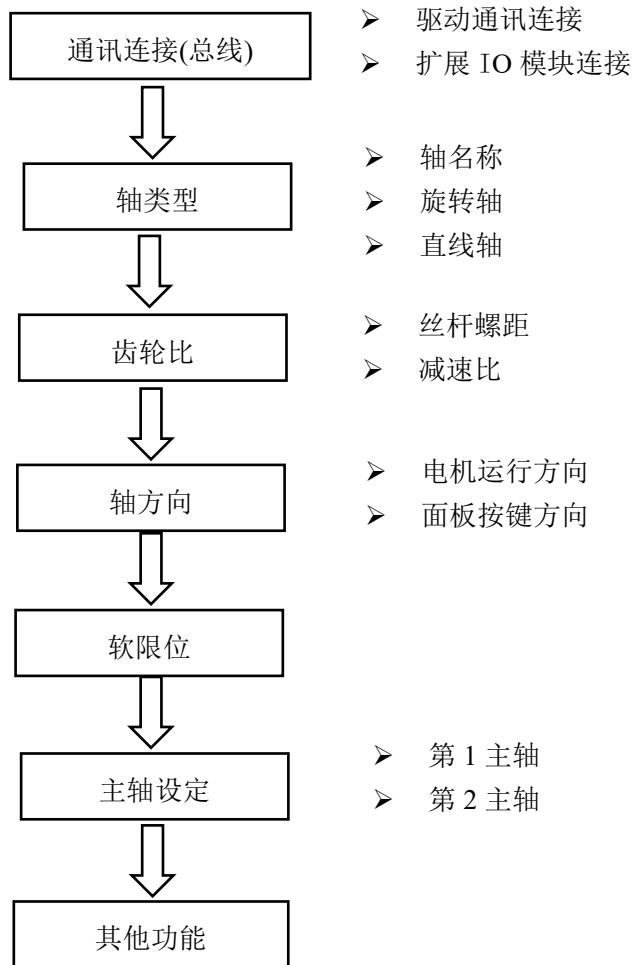 通讯连接(总线)
➢ 驱动通讯连接
➢ 扩展 IO 模块连接
轴类型
➢ 轴名称
➢ 旋转轴
➢ 直线轴
齿轮比
➢ 丝杆螺距
➢ 减速比
轴方向
➢ 电机运行方向
➢ 面板按键方向
软限位
主轴设定
➢ 第 1 主轴
➢ 第 2 主轴
其他功能